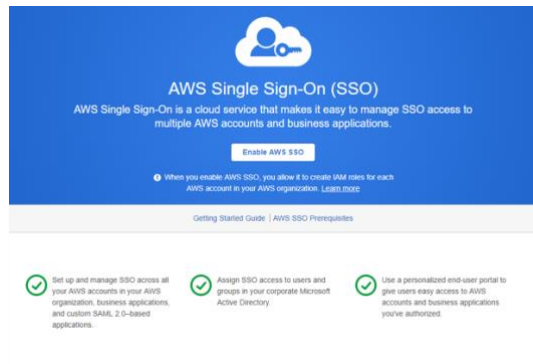 AWS Single Sign-On (SSO)
AWS Single Sign-On is a cloud service that makes it easy to manage SSO access to
multiple AWS accounts and business applications.
Enable AWS SSO
When you enable AWS SSO, you allow it to create IAM roles for each
AWS account in your AWS organization. Learn more
Getting Started Guide | AWS SSO Prerequisites
Set up and manage SSO across all
your AWS accounts in your AWS
organization, business applications,
and custom SAML 2.0–based
applications.
Assign SSO access to users and
groups in your corporate Microsoft
Active Directory.
Use a personalized end-user portal to
give users easy access to AWS
accounts and business applications
you've authorized.